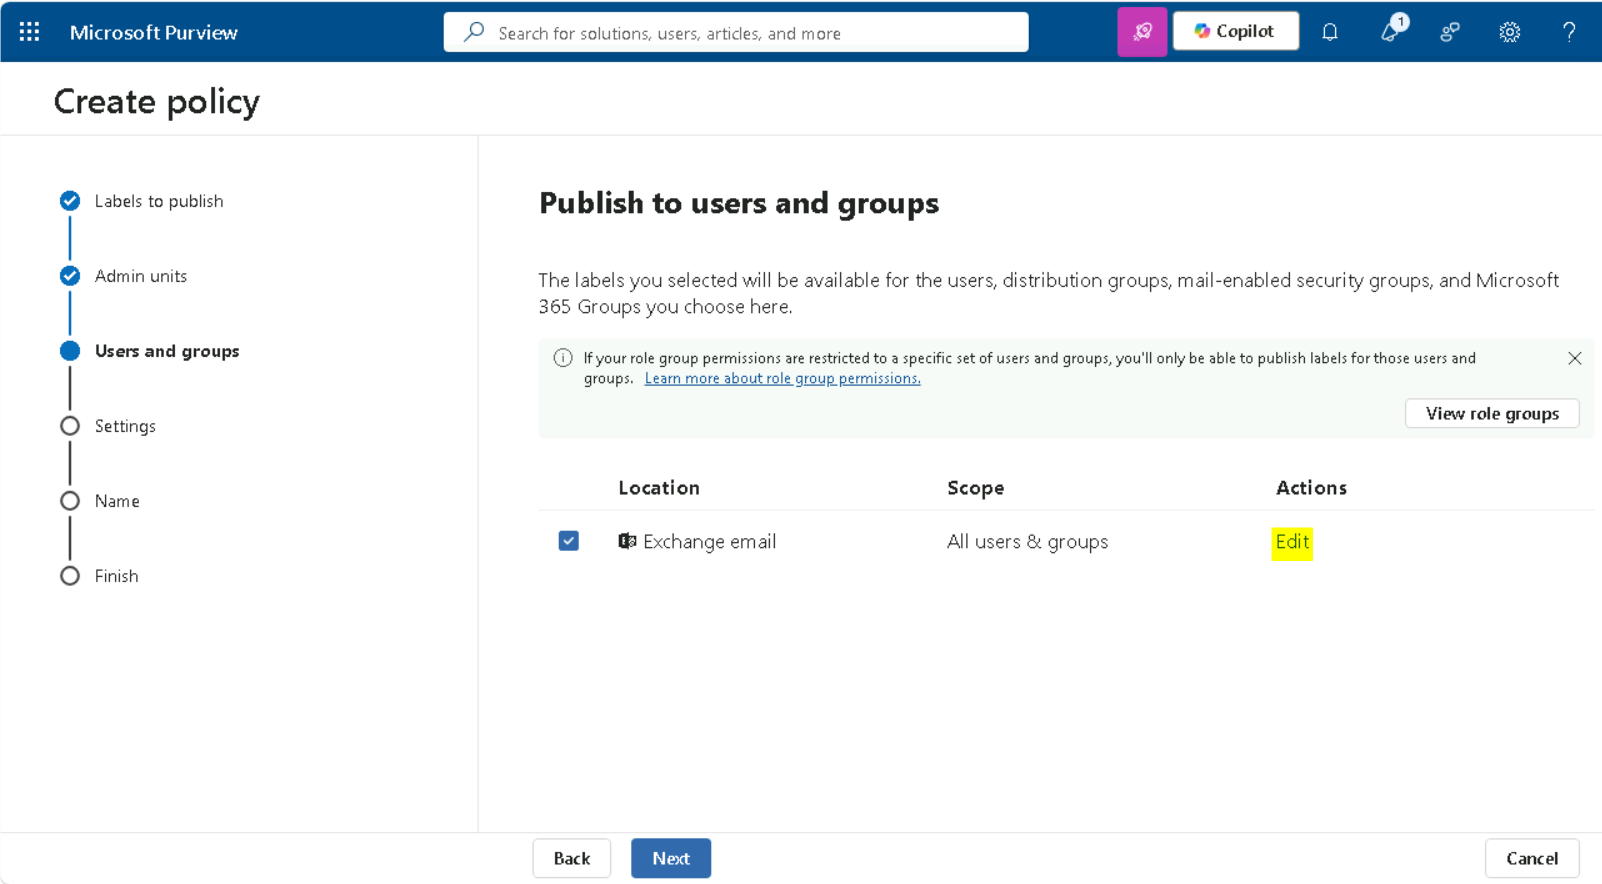 Microsoft Purview
Search for solutions, users, articles, and more
Copilot
1
?
Create policy
Labels to publish
Admin units
Users and groups
Settings
Name
Finish
Publish to users and groups
The labels you selected will be available for the users, distribution groups, mail-enabled security groups, and Microsoft
365 Groups you choose here.
If your role group permissions are restricted to a specific set of users and groups, you'll only be able to publish labels for those users and
groups. Learn more about role group permissions.
View role groups
Location Scope Actions
Exchange email All users & groups Edit
Back Next Cancel